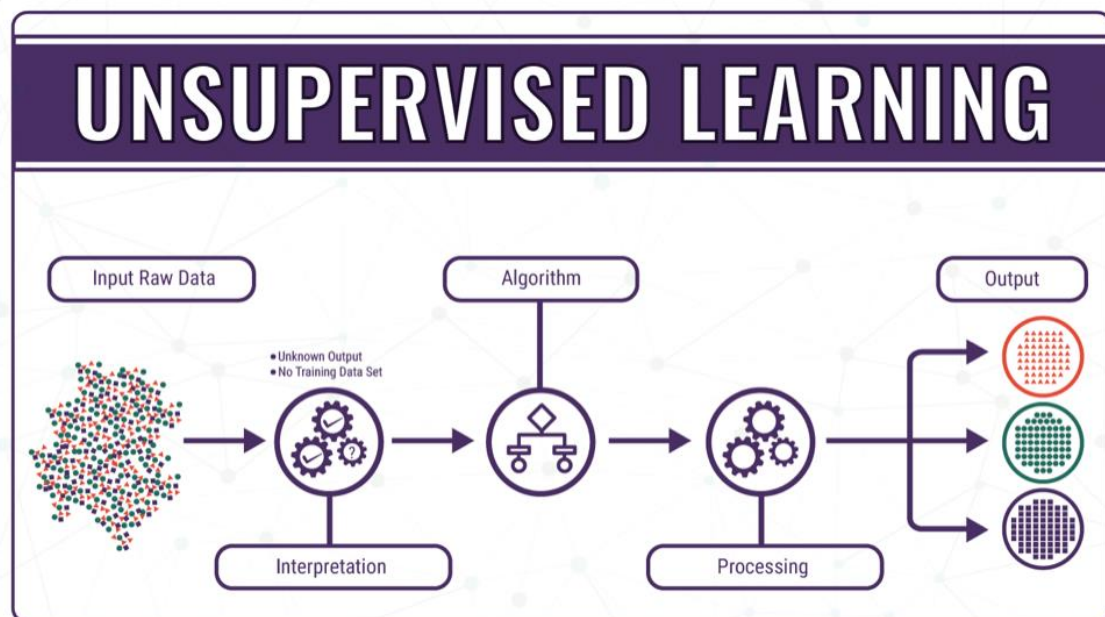 UNSUPERVISED LEARNING
Input Raw Data
Algorithm
Output
• Unknown Output
• No Training Data Set
?
Interpretation
Processing